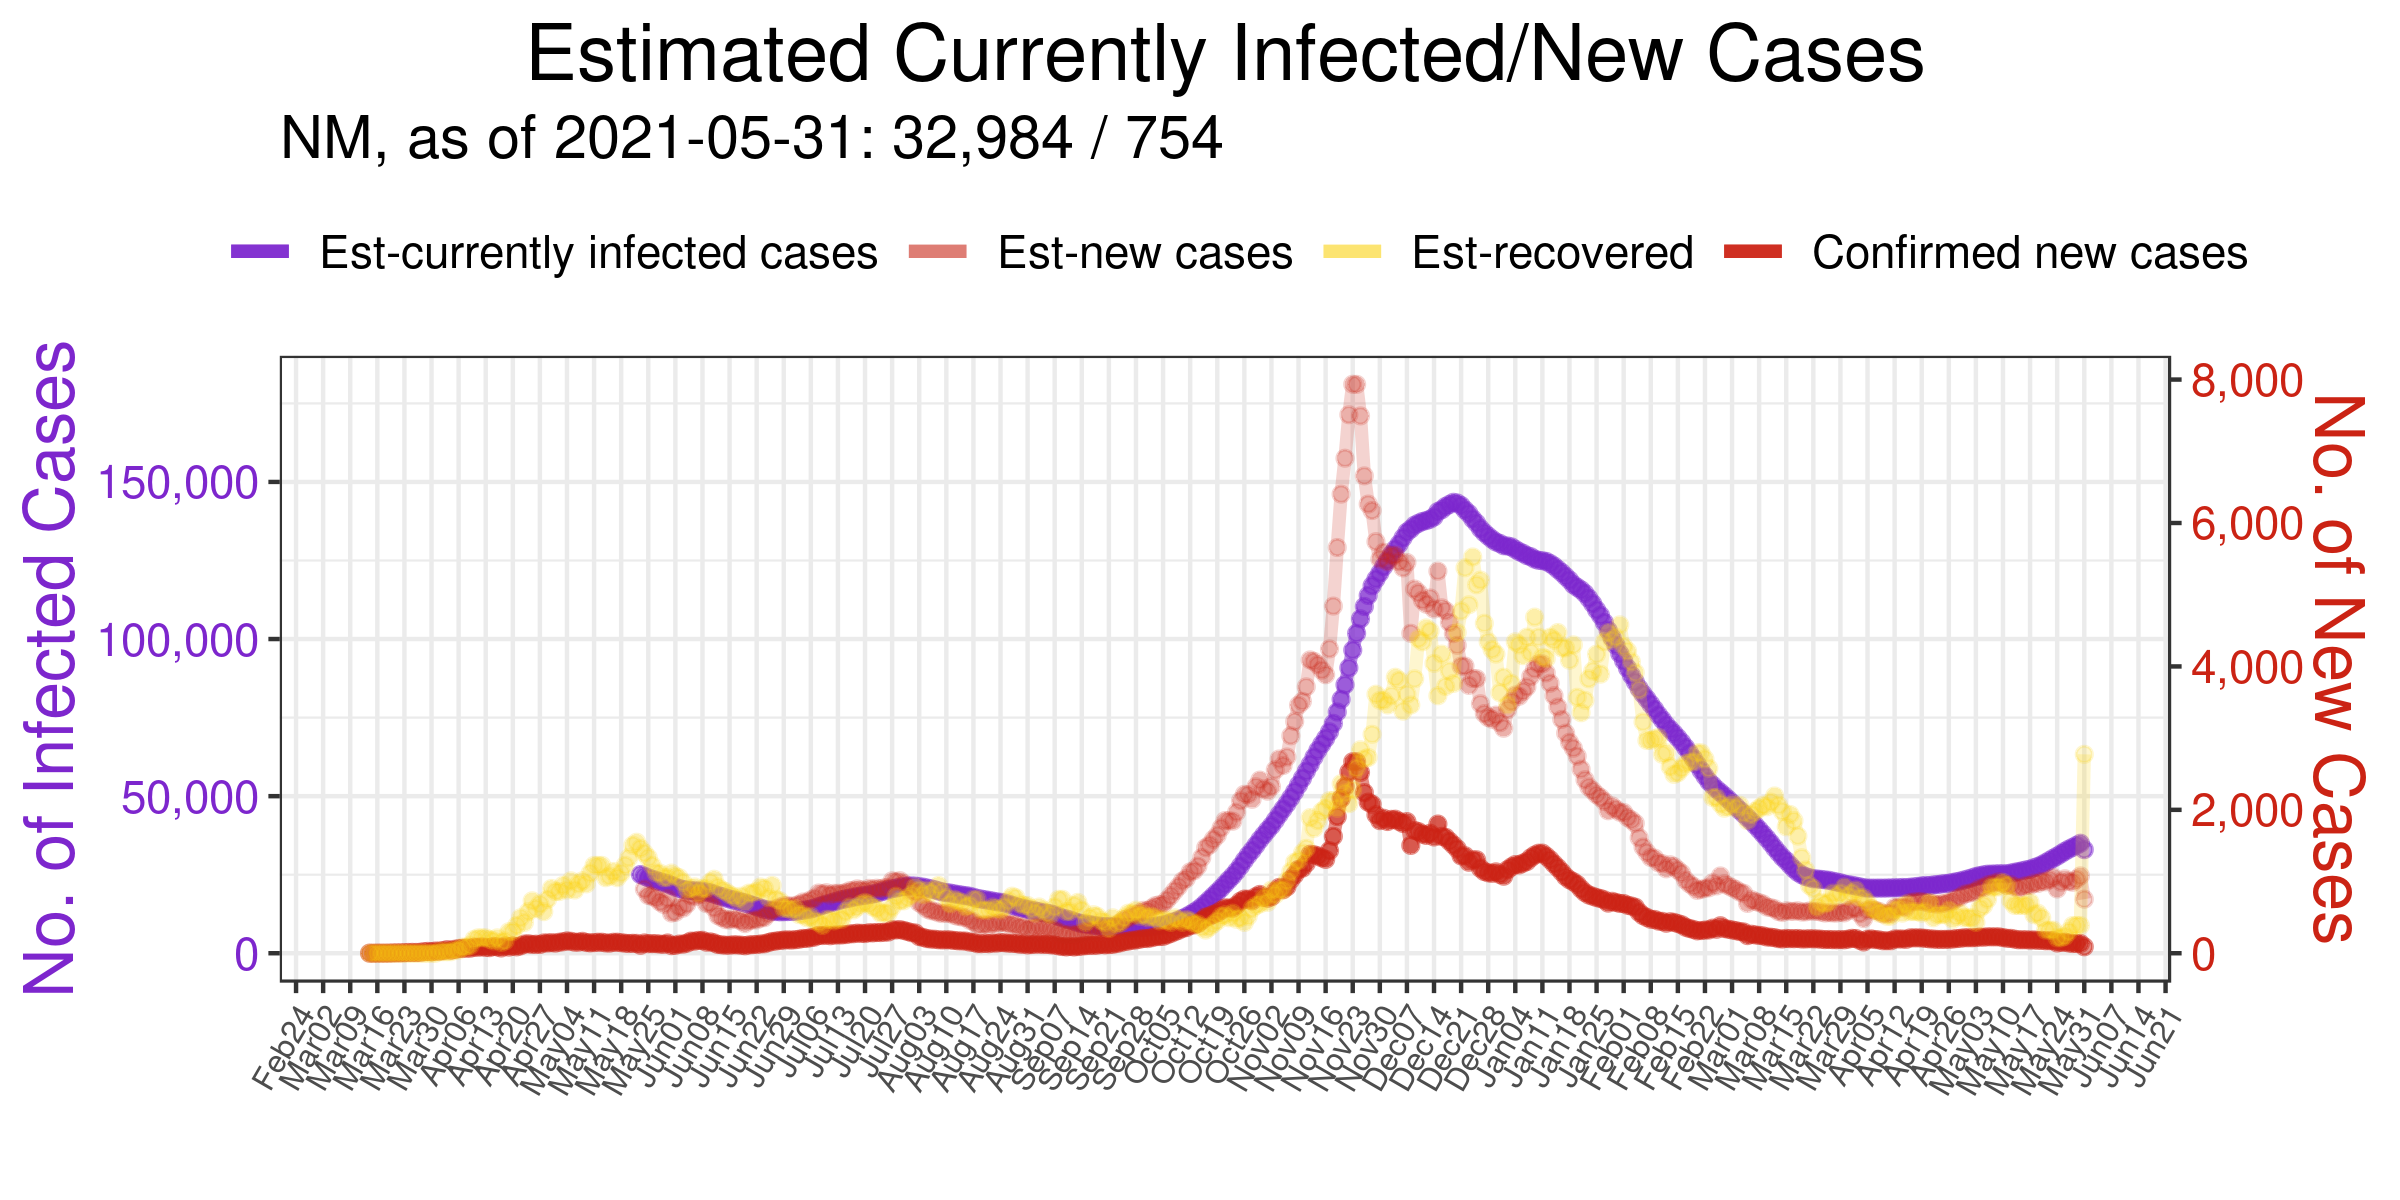 Estimated Currently Infected/New Cases
NM, as of 2021-05-31: 32,984 / 754
Est-currently infected cases Est-new cases Est-recovered Confirmed new cases
No. of Infected Cases
150,000
100,000
50,000
0
8,000
6,000
4,000
2,000
0
No. of New Cases
Feb24 Mar02 Mar09 Mar16 Mar23 Mar30 Apr06 Apr13 Apr20 Apr27 May04 May11 May18 May25 Jun01 Jun08 Jun15 Jun22 Jun29 Jul06 Jul13 Jul20 Jul27 Aug03 Aug10 Aug17 Aug24 Aug31 Sep07 Sep14 Sep21 Sep28 Oct05 Oct12 Oct19 Oct26 Nov02 Nov09 Nov16 Nov23 Nov30 Dec07 Dec14 Dec21 Dec28 Jan04 Jan11 Jan18 Jan25 Feb01 Feb08 Feb15 Feb22 Mar01 Mar08 Mar15 Mar22 Mar29 Apr05 Apr12 Apr19 Apr26 May03 May10 May17 May24 May31 Jun07 Jun14 Jun21